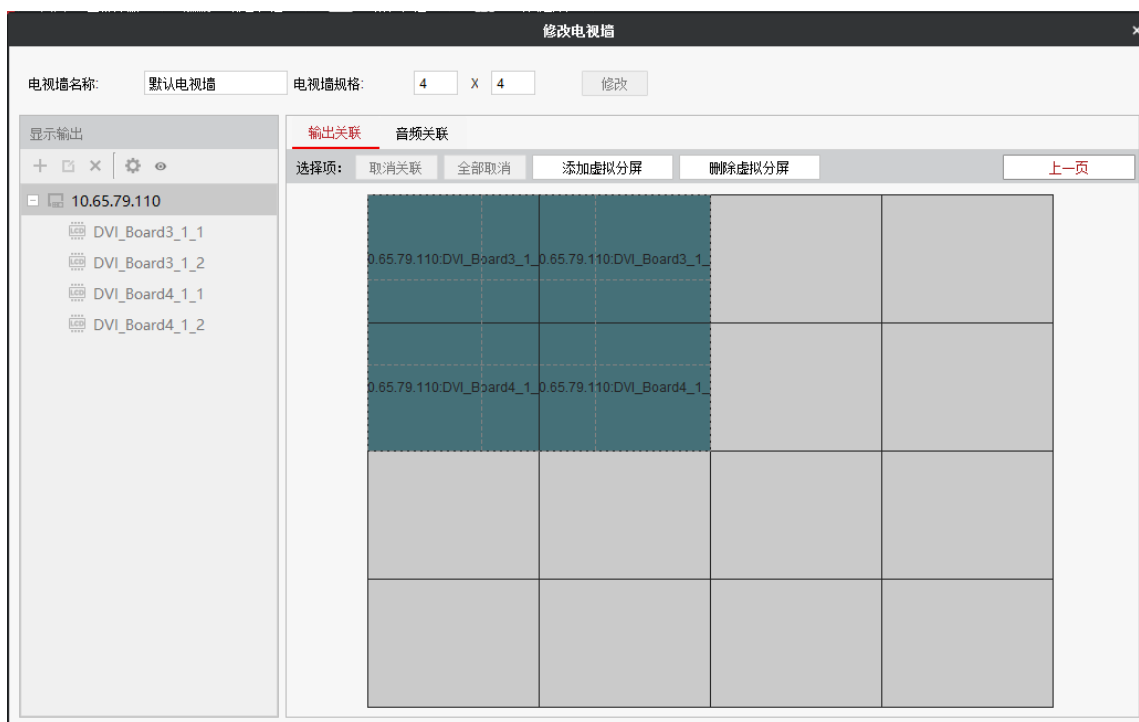 修改电视墙
电视墙名称: 默认电视墙 电视墙规格: 4 X 4 修改
显示输出
输出关联 音频关联
选择项: 取消关联 全部取消 添加虚拟分屏 删除虚拟分屏 上一页
10.65.79.110
DVI_Board3_1_1
DVI_Board3_1_2
DVI_Board4_1_1
DVI_Board4_1_2
0.65.79.110:DVI_Board3_1_ 0.65.79.110:DVI_Board3_1_
0.65.79.110:DVI_Board4_1_ 0.65.79.110:DVI_Board4_1_